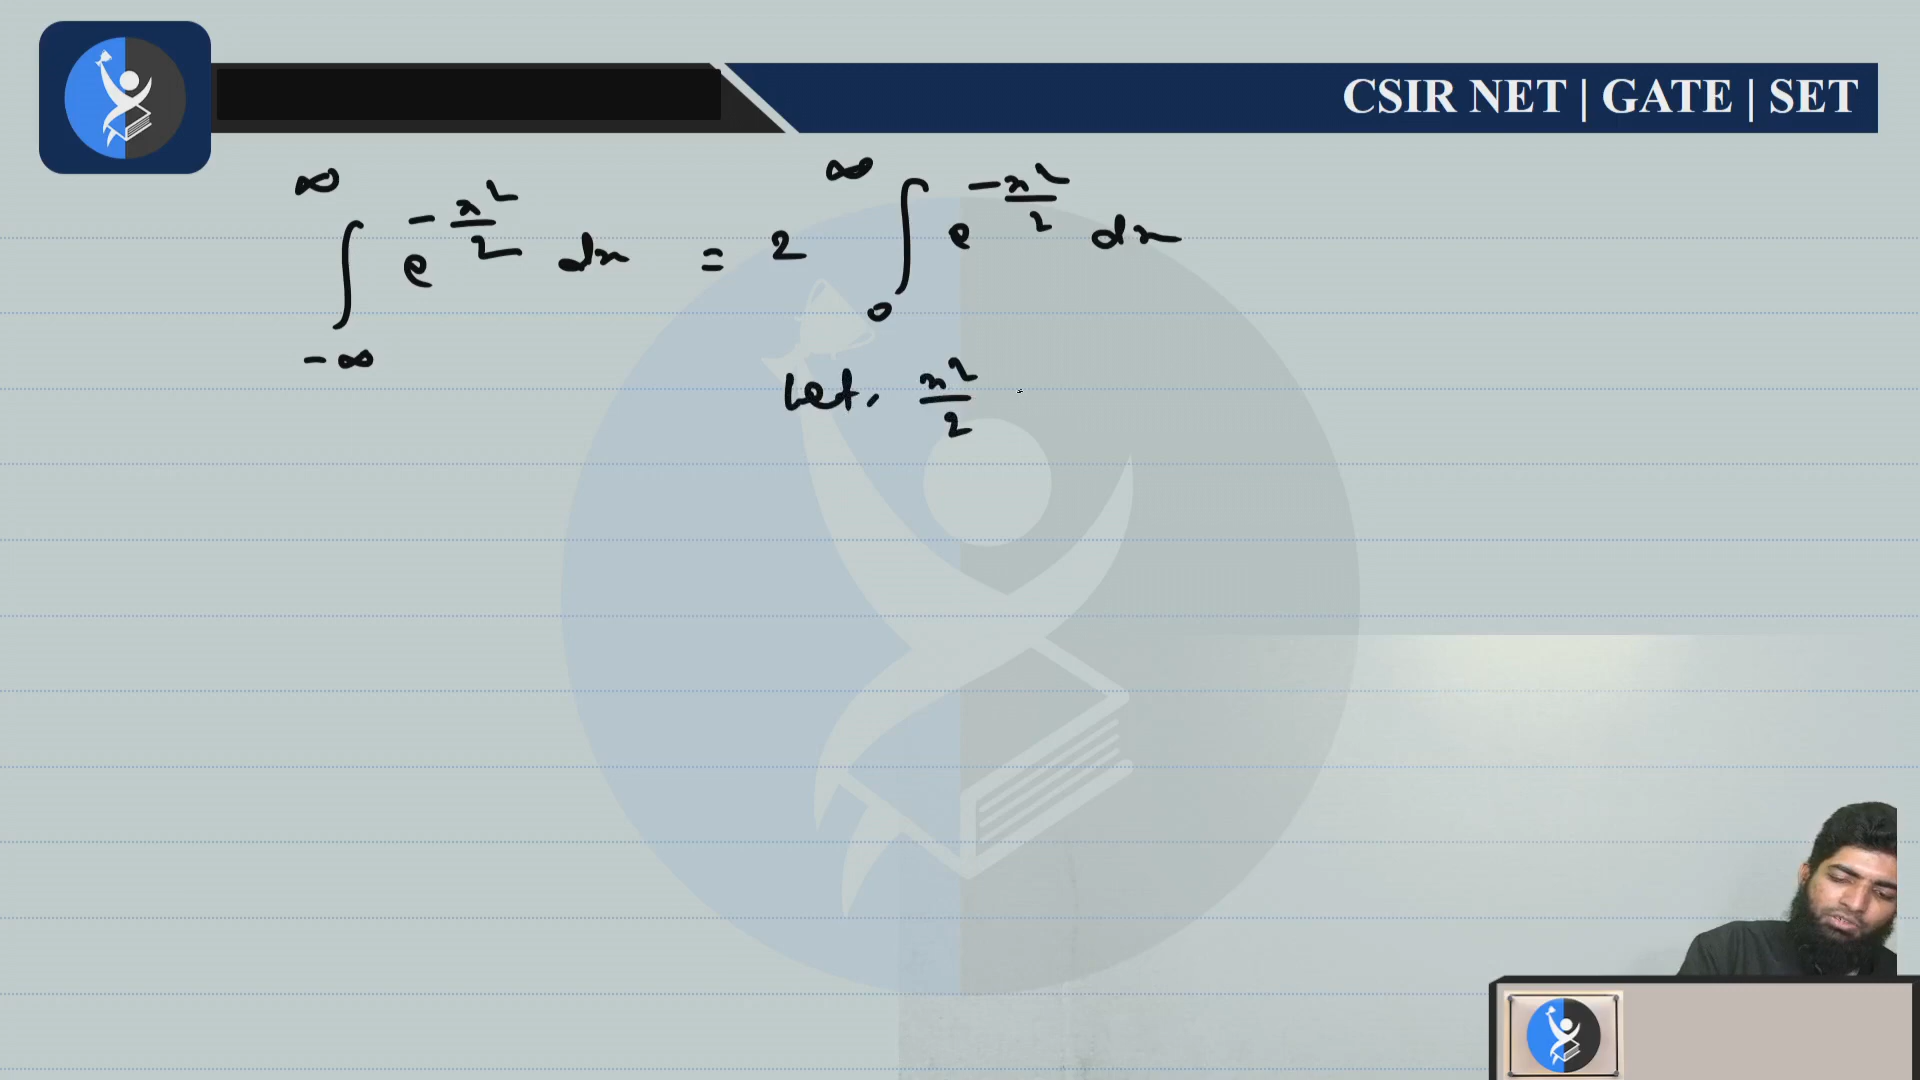 CSIR NET | GATE | SET
∫_{-∞}^{∞} e^{-x²/2} dx = 2 ∫_{0}^{∞} e^{-x²/2} dx
Let, x²/2